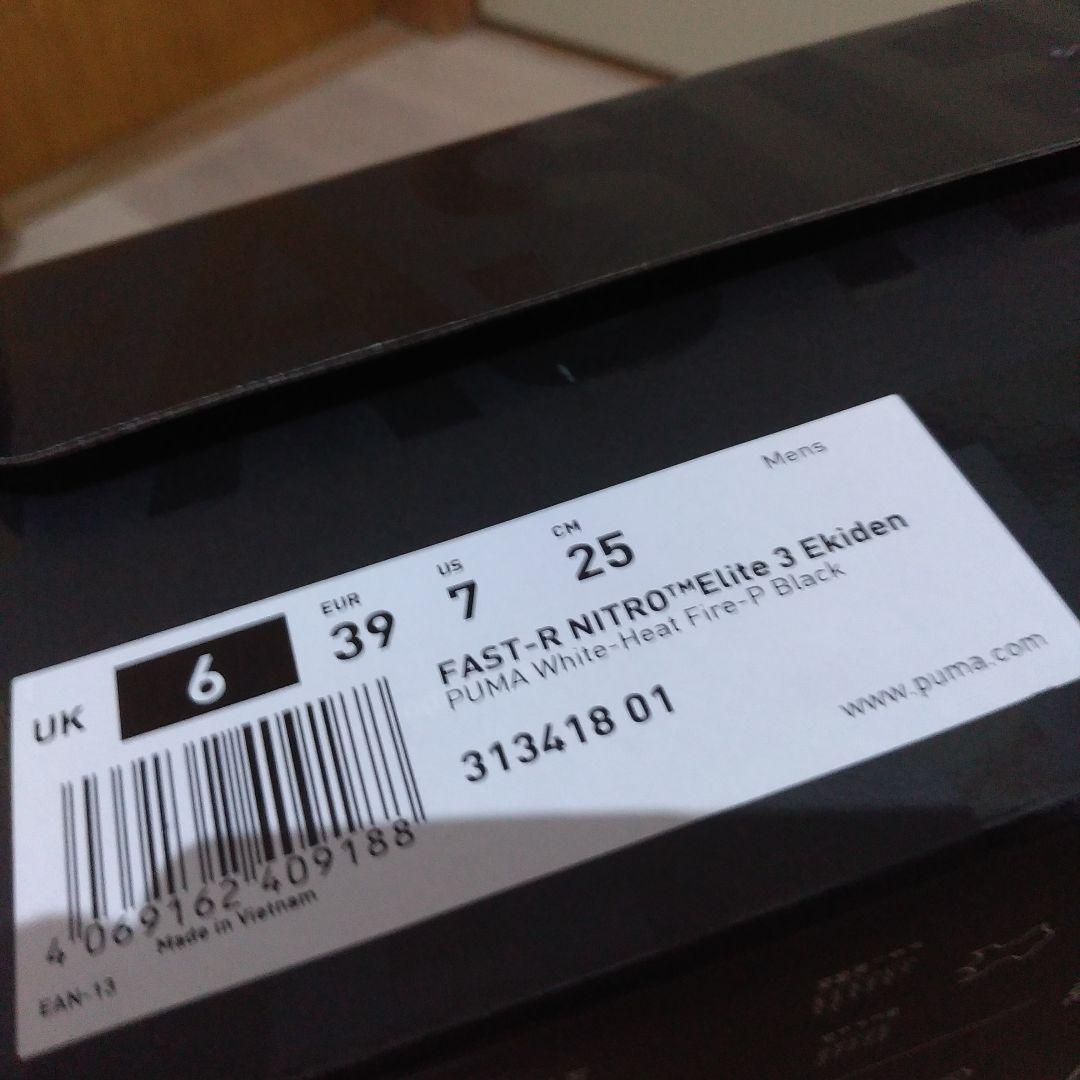 Mens
UK 6
EUR 39
US 7
CM 25
FAST-R NITRO™Elite 3 Ekiden
PUMA White-Heat Fire-P Black
313418 01
www.puma.com
4 069162 409188
Made in Vietnam
EAN-13